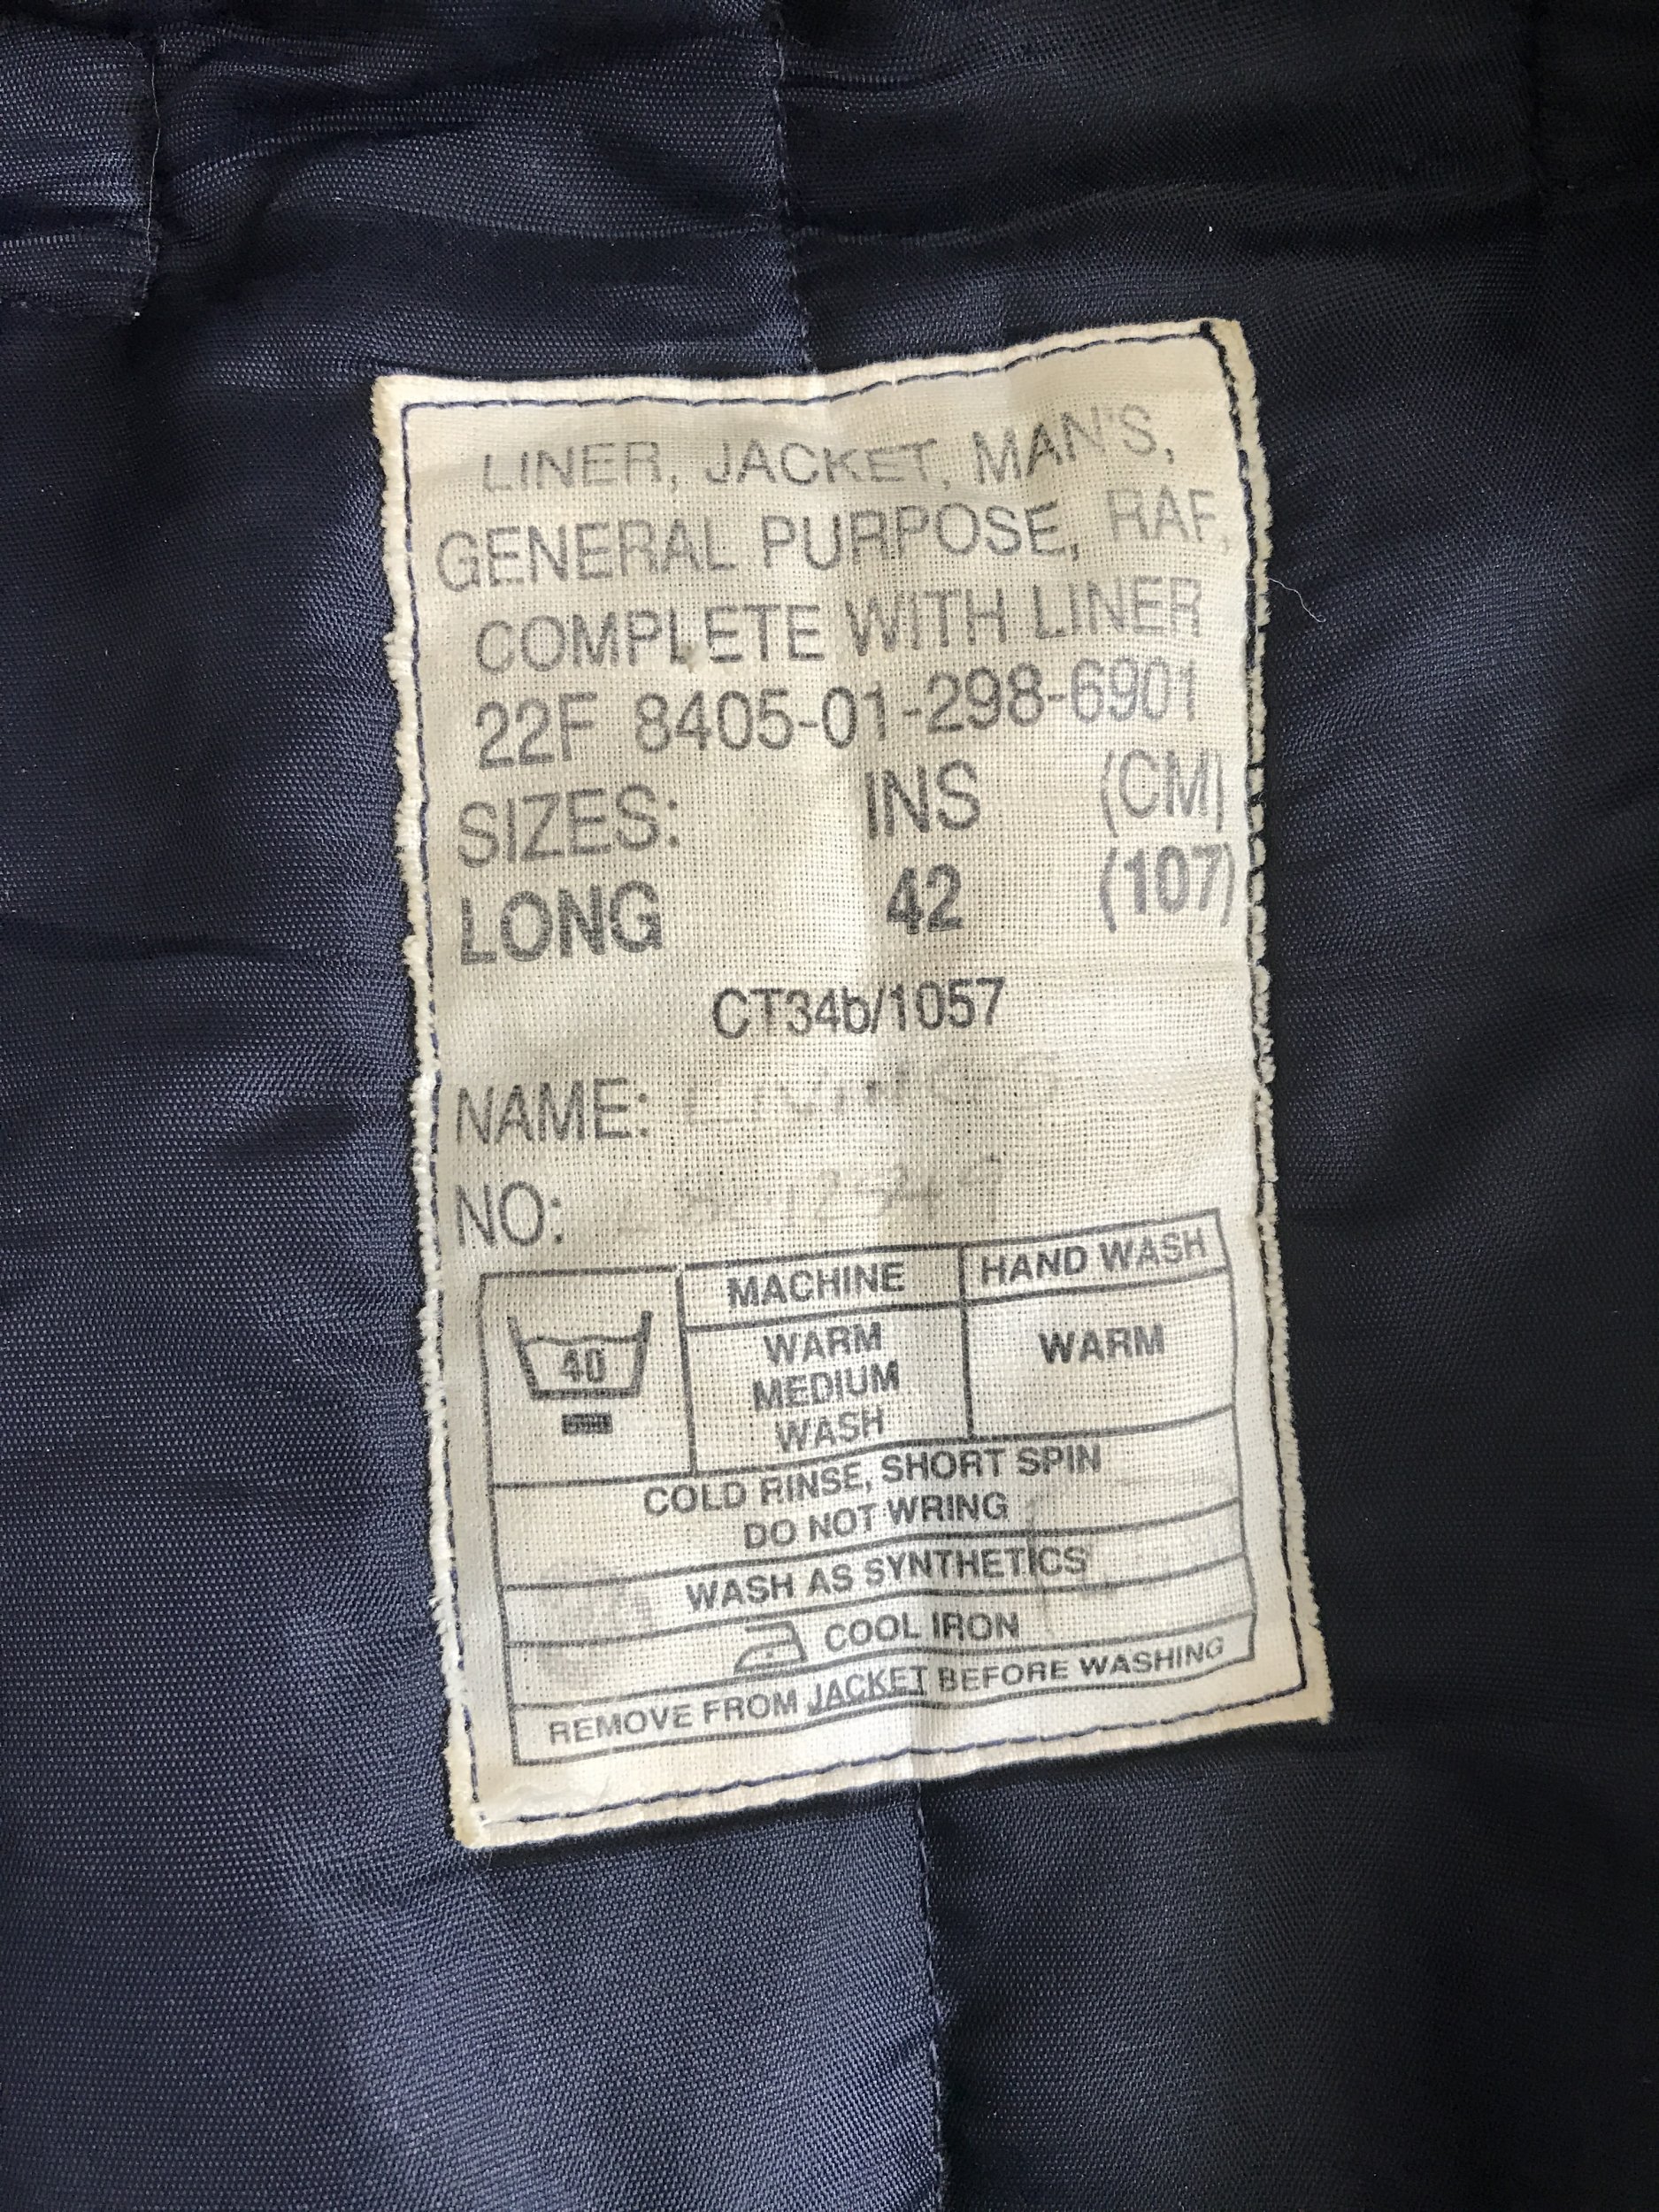 LINER, JACKET, MAN'S,
GENERAL PURPOSE, RAF,
COMPLETE WITH LINER
22F 8405-01-298-6901
SIZES: INS (CM)
LONG 42 (107)
CT34b/1057
NAME:
NO:
MACHINE HAND WASH
40 WARM MEDIUM WASH WARM
COLD RINSE, SHORT SPIN
DO NOT WRING
WASH AS SYNTHETICS
COOL IRON
REMOVE FROM JACKET BEFORE WASHING